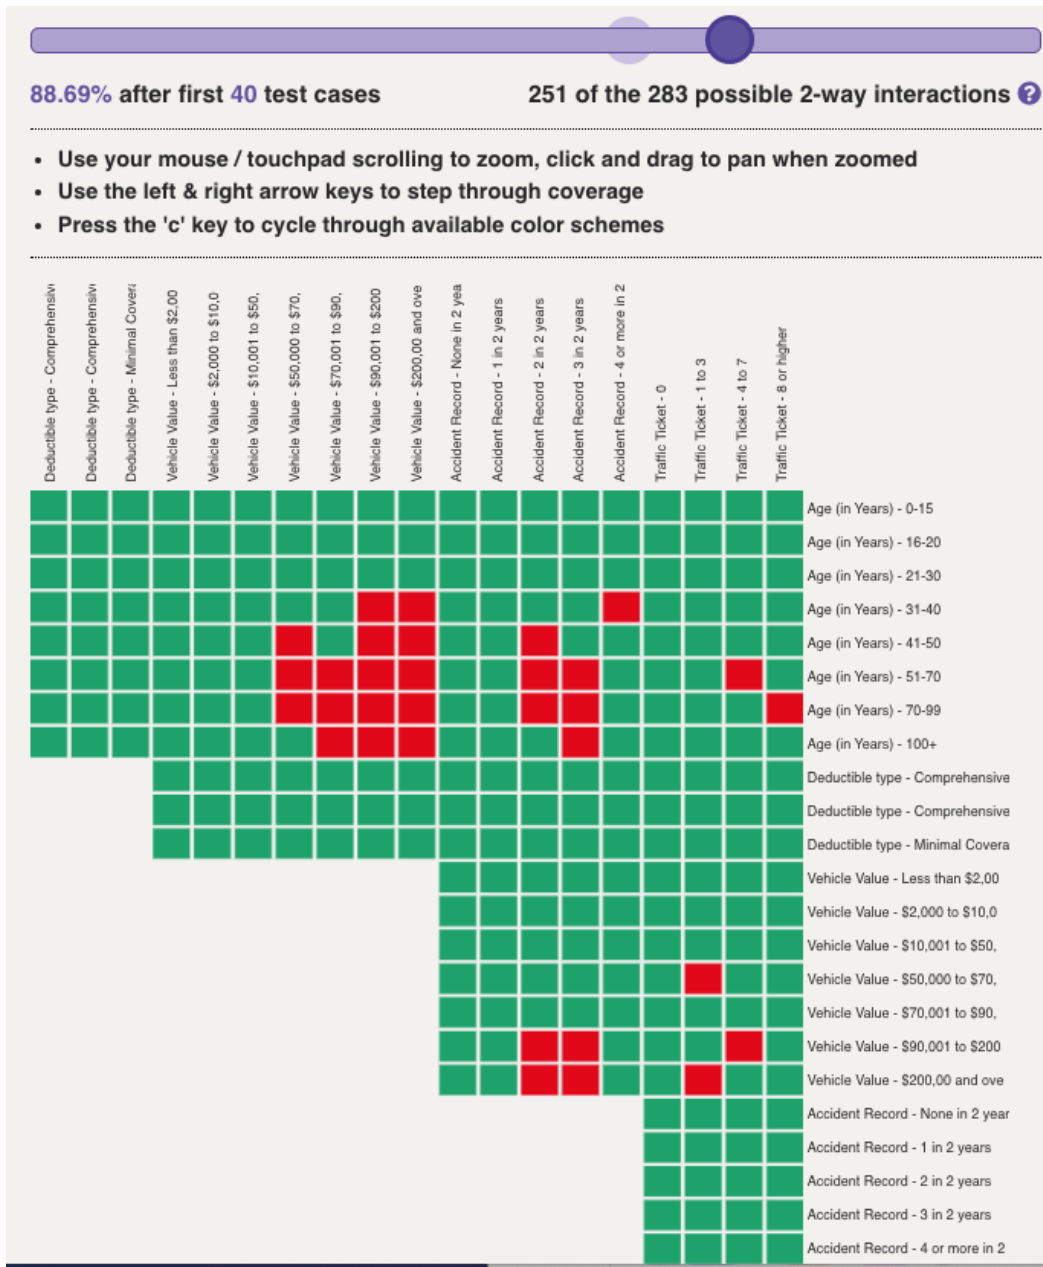 88.69% after first 40 test cases
251 of the 283 possible 2-way interactions ?
• Use your mouse / touchpad scrolling to zoom, click and drag to pan when zoomed
• Use the left & right arrow keys to step through coverage
• Press the 'c' key to cycle through available color schemes
Deductible type - Comprehensiv
Deductible type - Comprehensiv
Deductible type - Minimal Covera
Vehicle Value - Less than $2,00
Vehicle Value - $2,000 to $10,0
Vehicle Value - $10,001 to $50,
Vehicle Value - $50,000 to $70,
Vehicle Value - $70,001 to $90,
Vehicle Value - $90,001 to $200
Vehicle Value - $200,00 and ove
Accident Record - None in 2 yea
Accident Record - 1 in 2 years
Accident Record - 2 in 2 years
Accident Record - 3 in 2 years
Accident Record - 4 or more in 2
Traffic Ticket - 0
Traffic Ticket - 1 to 3
Traffic Ticket - 4 to 7
Traffic Ticket - 8 or higher
Age (in Years) - 0-15
Age (in Years) - 16-20
Age (in Years) - 21-30
Age (in Years) - 31-40
Age (in Years) - 41-50
Age (in Years) - 51-70
Age (in Years) - 70-99
Age (in Years) - 100+
Deductible type - Comprehensive
Deductible type - Comprehensive
Deductible type - Minimal Covera
Vehicle Value - Less than $2,00
Vehicle Value - $2,000 to $10,0
Vehicle Value - $10,001 to $50,
Vehicle Value - $50,000 to $70,
Vehicle Value - $70,001 to $90,
Vehicle Value - $90,001 to $200
Vehicle Value - $200,00 and ove
Accident Record - None in 2 year
Accident Record - 1 in 2 years
Accident Record - 2 in 2 years
Accident Record - 3 in 2 years
Accident Record - 4 or more in 2